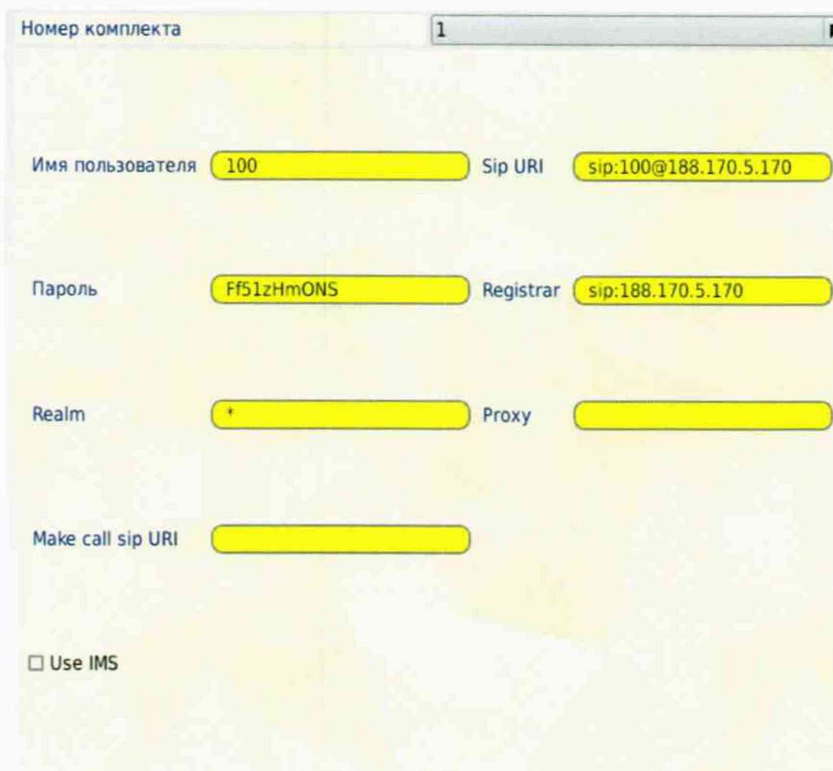 Номер комплекта 1
Имя пользователя 100 Sip URI sip:100@188.170.5.170
Пароль Ff51zHmONS Registrar sip:188.170.5.170
Realm * Proxy
Make call sip URI
Use IMS